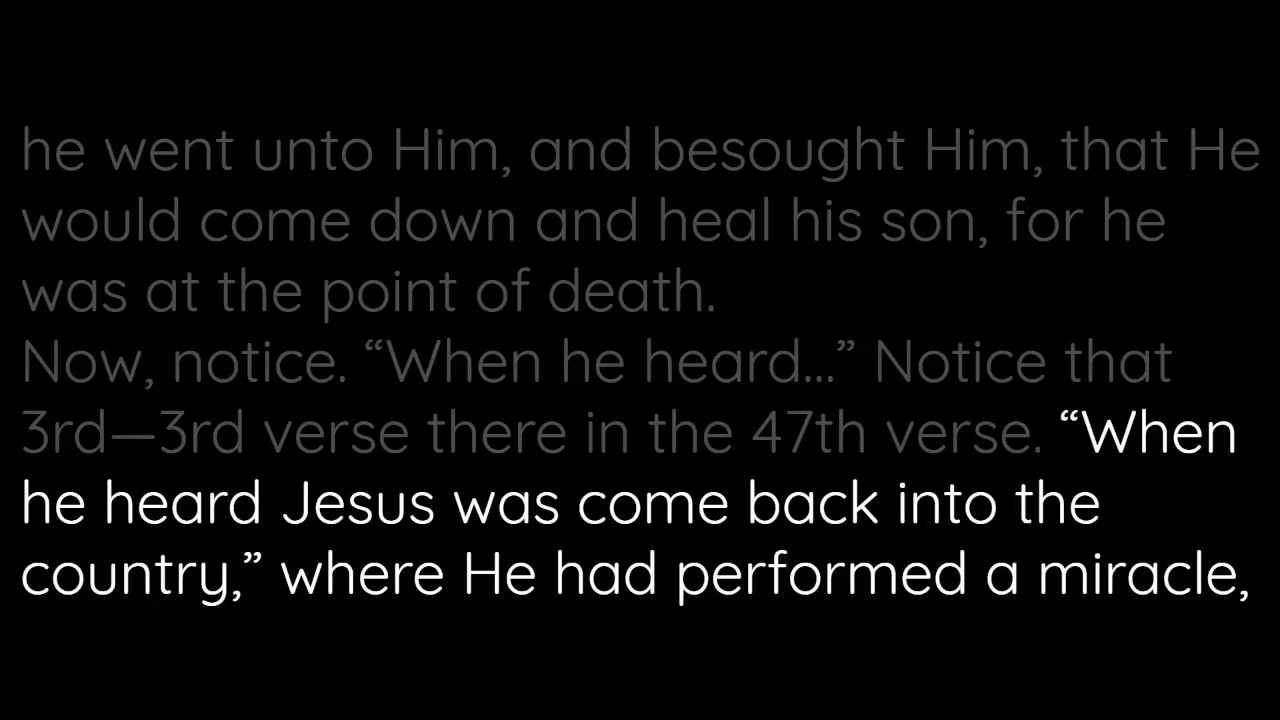 he went unto Him, and besought Him, that He
would come down and heal his son, for he
was at the point of death.
Now, notice. “When he heard...” Notice that
3rd—3rd verse there in the 47th verse. “When
he heard Jesus was come back into the
country,” where He had performed a miracle,